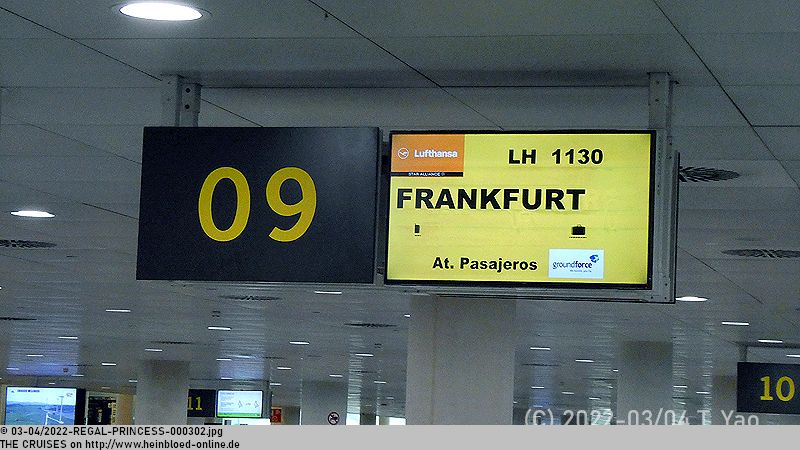 09
Lufthansa
STAR ALLIANCE
LH 1130
FRANKFURT
At. Pasajeros
groundforce
11
10
(C) 2022-03/04 T. Yao
© 03-04/2022-REGAL-PRINCESS-000302.jpg
THE CRUISES on http://www.heinbloed-online.de